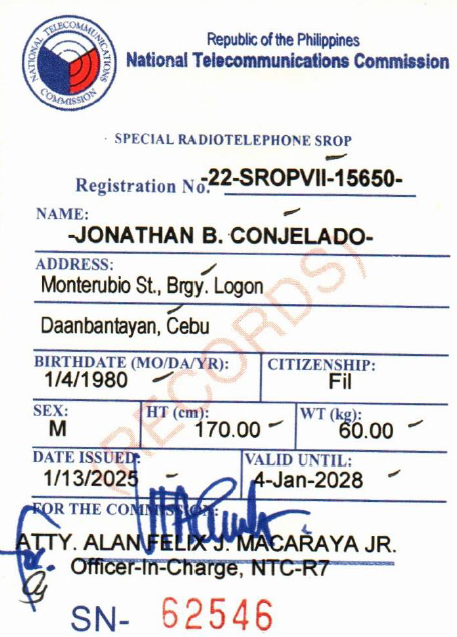 NATIONAL TELECOMMUNICATIONS COMMISSION
Republic of the Philippines
National Telecommunications Commission
SPECIAL RADIOTELEPHONE SROP
Registration No. -22-SROPVII-15650-
NAME:
-JONATHAN B. CONJELADO-
ADDRESS:
Monterubio St., Brgy. Logon
Daanbantayan, Cebu
BIRTHDATE (MO/DA/YR): CITIZENSHIP:
1/4/1980 Fil
SEX: HT (cm): WT (kg):
M 170.00 60.00
DATE ISSUED: VALID UNTIL:
1/13/2025 4-Jan-2028
FOR THE COMMISSION:
ATTY. ALAN FELIX J. MACARAYA JR.
Officer-In-Charge, NTC-R7
SN- 62546
(RECORDS)